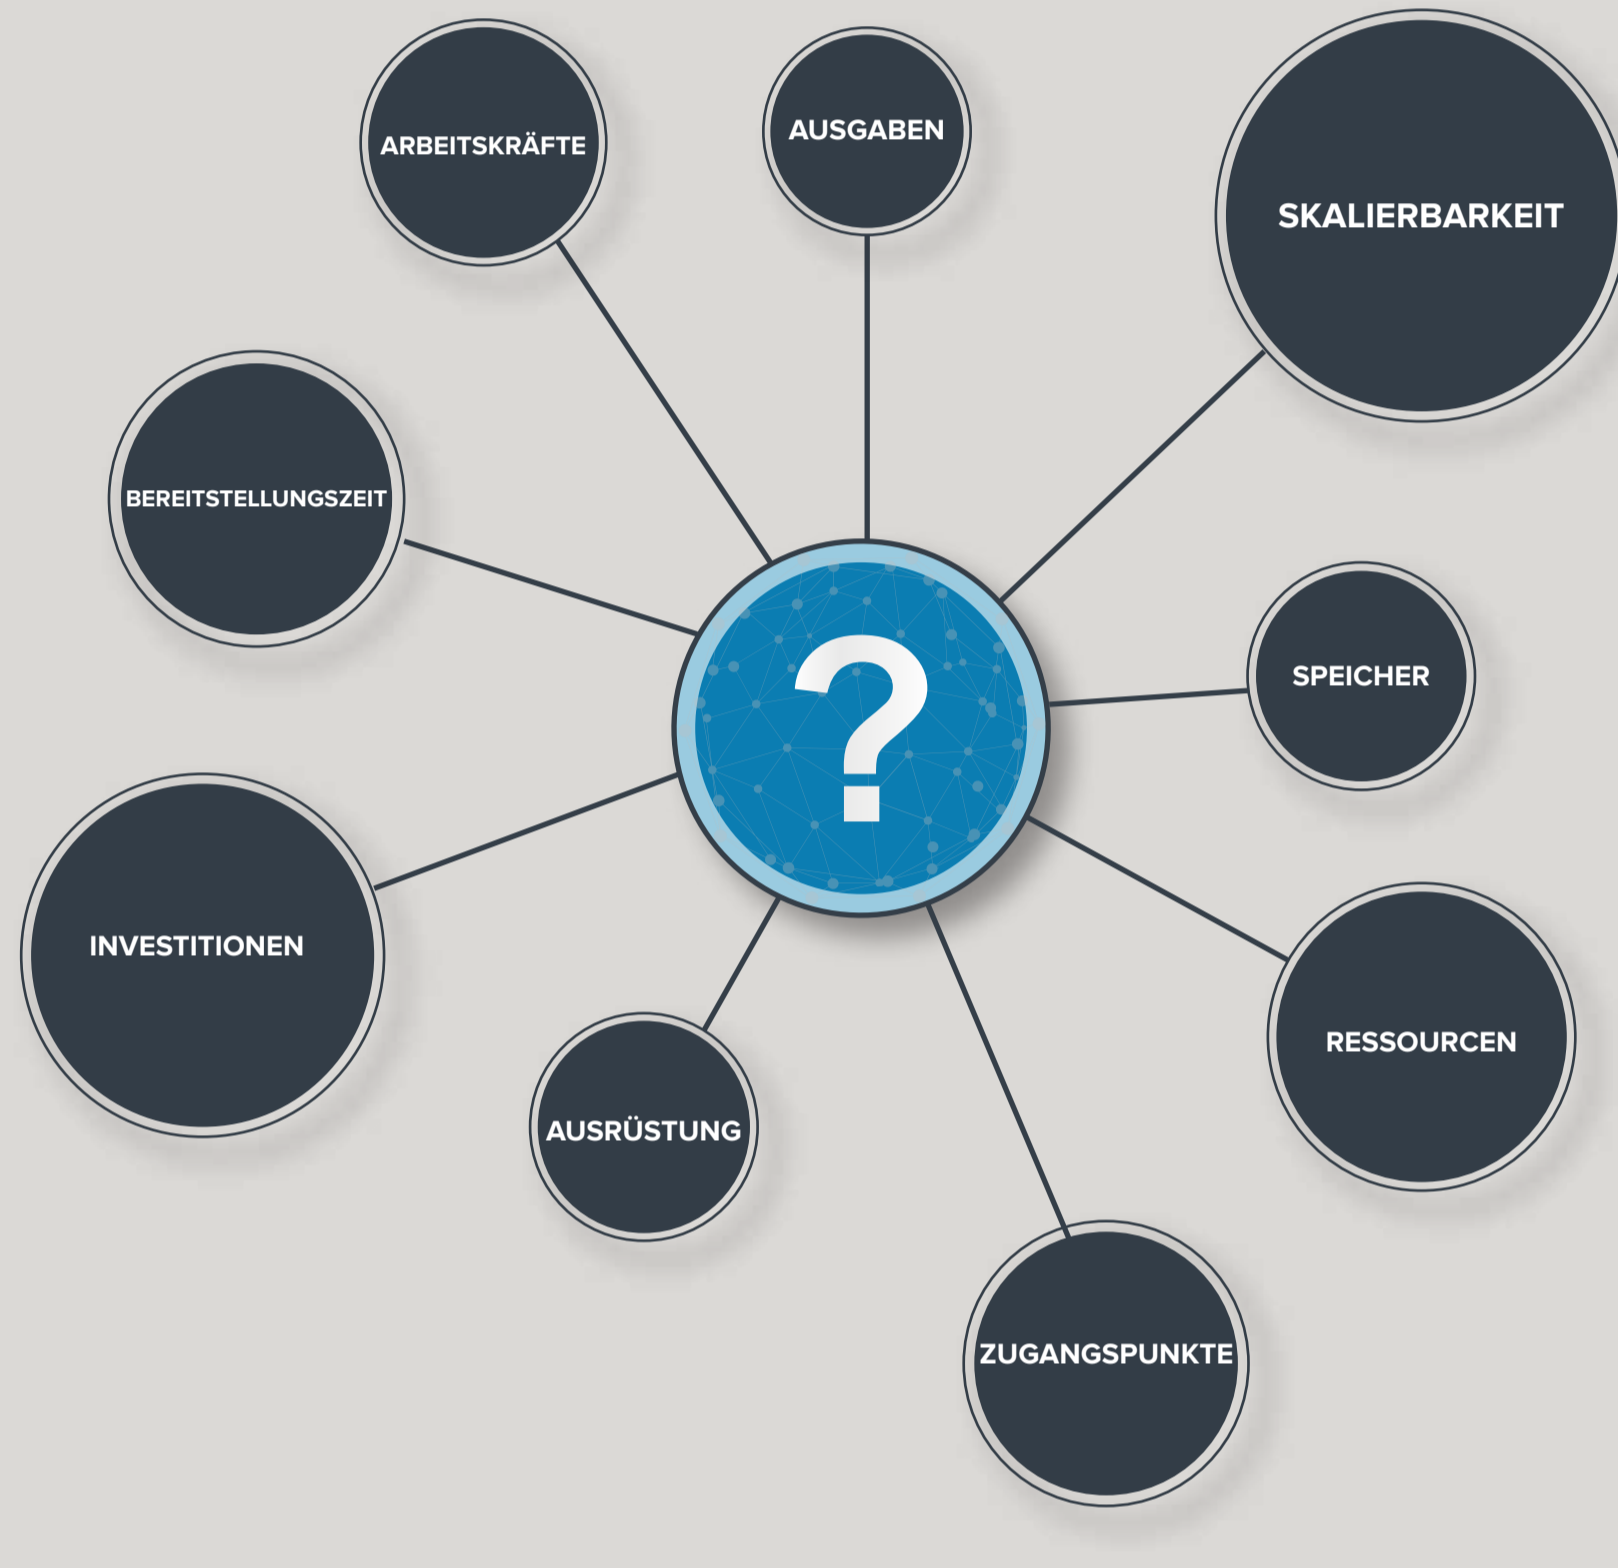 ARBEITSKRÄFTE
AUSGABEN
SKALIERBARKEIT
BEREITSTELLUNGSZEIT
?
SPEICHER
INVESTITIONEN
RESSOURCEN
AUSRÜSTUNG
ZUGANGSPUNKTE